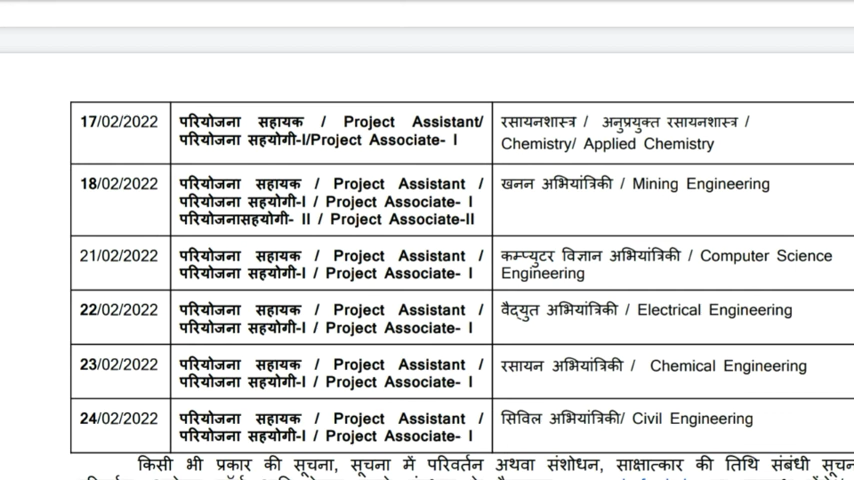 17/02/2022
परियोजना सहायक / Project Assistant/
परियोजना सहयोगी-I/Project Associate- I
रसायनशास्त्र / अनुप्रयुक्त रसायनशास्त्र /
Chemistry/ Applied Chemistry
18/02/2022
परियोजना सहायक / Project Assistant /
परियोजना सहयोगी-I / Project Associate- I
परियोजनासहयोगी- II / Project Associate-II
खनन अभियांत्रिकी / Mining Engineering
21/02/2022
परियोजना सहायक / Project Assistant /
परियोजना सहयोगी-I / Project Associate- I
कम्प्युटर विज्ञान अभियांत्रिकी / Computer Science
Engineering
22/02/2022
परियोजना सहायक / Project Assistant /
परियोजना सहयोगी-I / Project Associate- I
वैद्युत अभियांत्रिकी / Electrical Engineering
23/02/2022
परियोजना सहायक / Project Assistant /
परियोजना सहयोगी-I / Project Associate- I
रसायन अभियांत्रिकी / Chemical Engineering
24/02/2022
परियोजना सहायक / Project Assistant /
परियोजना सहयोगी-I / Project Associate- I
सिविल अभियांत्रिकी/ Civil Engineering
किसी भी प्रकार की सूचना, सूचना में परिवर्तन अथवा संशोधन, साक्षात्कार की तिथि संबंधी